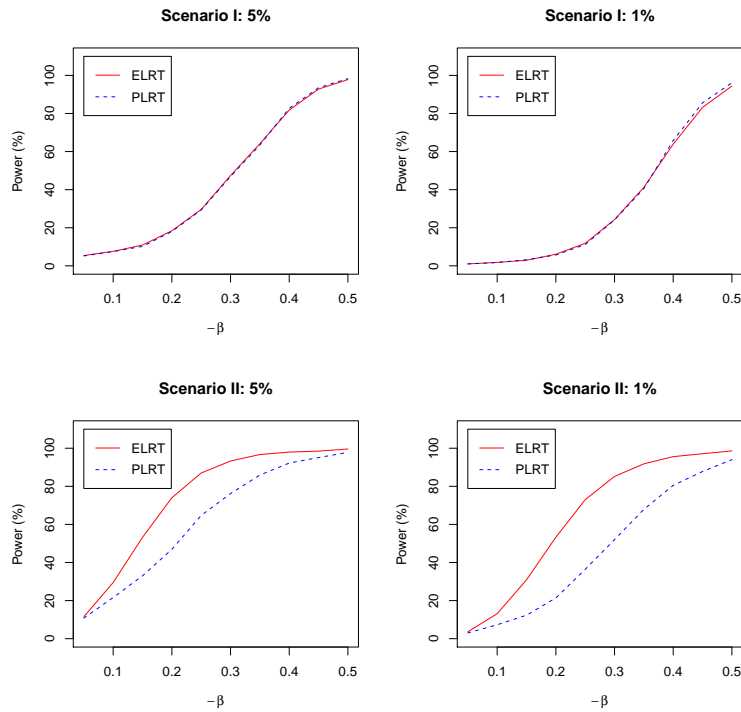 Scenario I: 5%
ELRT
PLRT
Power (%)
0
20
40
60
80
100
0.1
0.2
0.3
0.4
0.5
−β
Scenario I: 1%
ELRT
PLRT
Power (%)
0
20
40
60
80
100
0.1
0.2
0.3
0.4
0.5
−β
Scenario II: 5%
ELRT
PLRT
Power (%)
0
20
40
60
80
100
0.1
0.2
0.3
0.4
0.5
−β
Scenario II: 1%
ELRT
PLRT
Power (%)
0
20
40
60
80
100
0.1
0.2
0.3
0.4
0.5
−β